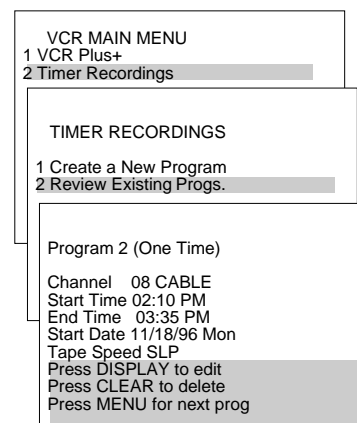 VCR MAIN MENU
1 VCR Plus+
2 Timer Recordings
TIMER RECORDINGS
1 Create a New Program
2 Review Existing Progs.
Program 2 (One Time)
Channel 08 CABLE
Start Time 02:10 PM
End Time 03:35 PM
Start Date 11/18/96 Mon
Tape Speed SLP
Press DISPLAY to edit
Press CLEAR to delete
Press MENU for next prog